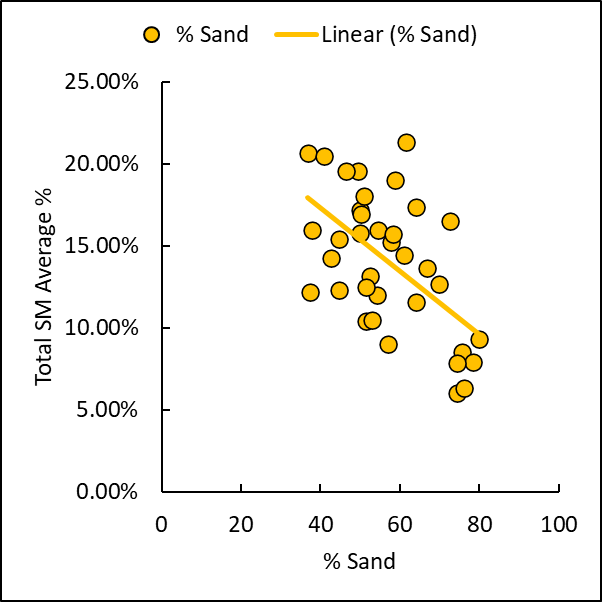 % Sand Linear (% Sand)
25.00%
20.00%
15.00%
10.00%
5.00%
0.00%
Total SM Average %
0 20 40 60 80 100
% Sand